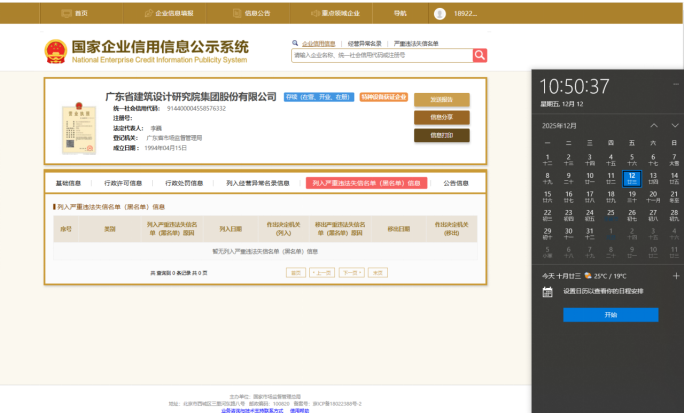 首页 企业信息填报 信息公告 重点领域企业 导航 18922...
国家企业信用信息公示系统
National Enterprise Credit Information Publicity System
企业信用信息 | 经营异常名录 | 严重违法失信名单
请输入企业名称、统一社会信用代码或注册号
广东省建筑设计研究院集团股份有限公司 存续（在营、开业、在册）
发送报告
统一社会信用代码： 914400004558576332
注册号：
信息分享
法定代表人： 李巍
登记机关： 广东省市场监督管理局
信息打印
成立日期： 1994年04月15日
营业执照
基础信息 | 行政许可信息 | 行政处罚信息 | 列入经营异常名录信息 | 列入严重违法失信名单（黑名单）信息 | 公告信息
列入严重违法失信名单（黑名单）信息
序号 类别 列入严重违法失信名单（黑名单）原因 列入日期 作出决定机关（列入） 移出严重违法失信名单（黑名单）原因 移出日期 作出决定机关（移出）
暂无列入严重违法失信名单（黑名单）信息
共 查询到 0 条记录 共 0 页 首页 上一页 下一页 末页
主办单位：国家市场监督管理总局
地址：北京市西城区三里河东路八号 邮政编码：100820 备案号：京ICP备18022388号-2
业务咨询与技术支持联系方式 使用帮助
10:50:37
星期五, 12月 12
2025年12月
一 二 三 四 五 六 日
1 2 3 4 5 6 7
十二 十三 十四 十五 十六 十七 大雪
8 9 10 11 12 13 14
十九 二十 廿一 廿二 廿三 廿四 廿五
15 16 17 18 19 20 21
廿六 廿七 廿八 廿九 三十 十一月 冬至
22 23 24 25 26 27 28
初三 初四 初五 初六 初七 初八 初九
29 30 31 1 2 3 4
初十 十一 十二
5 6 7 8 9 10 11
今天 十月廿三 25°C / 19°C
设置日历以查看你的日程安排
开始